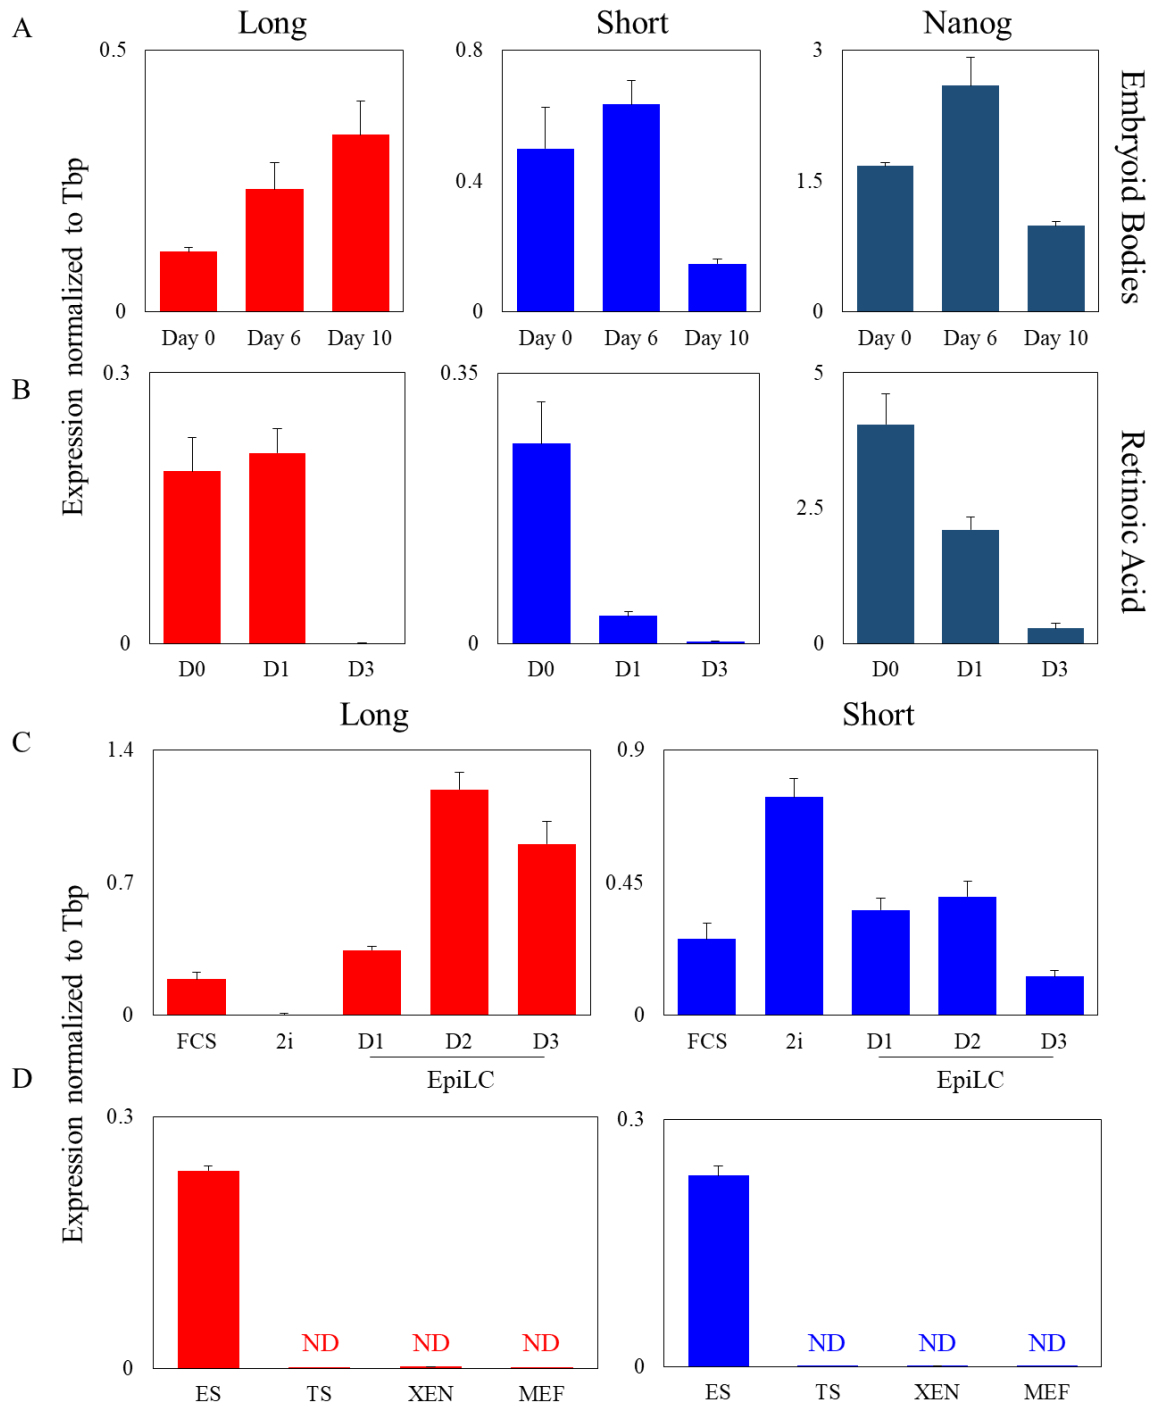 A
Long
Short
Nanog
0.5
0
Day 0
Day 6
Day 10
0.8
0.4
0
Day 0
Day 6
Day 10
3
1.5
0
Day 0
Day 6
Day 10
Embryoid Bodies
Expression normalized to Tbp
B
0.3
0
D0
D1
D3
0.35
0
D0
D1
D3
5
2.5
0
D0
D1
D3
Retinoic Acid
C
Long
Short
1.4
0.7
0
FCS
2i
D1
D2
D3
EpiLC
0.9
0.45
0
FCS
2i
D1
D2
D3
EpiLC
Expression normalized to Tbp
D
0.3
0
ND
ND
ND
ES
TS
XEN
MEF
0.3
0
ND
ND
ND
ES
TS
XEN
MEF